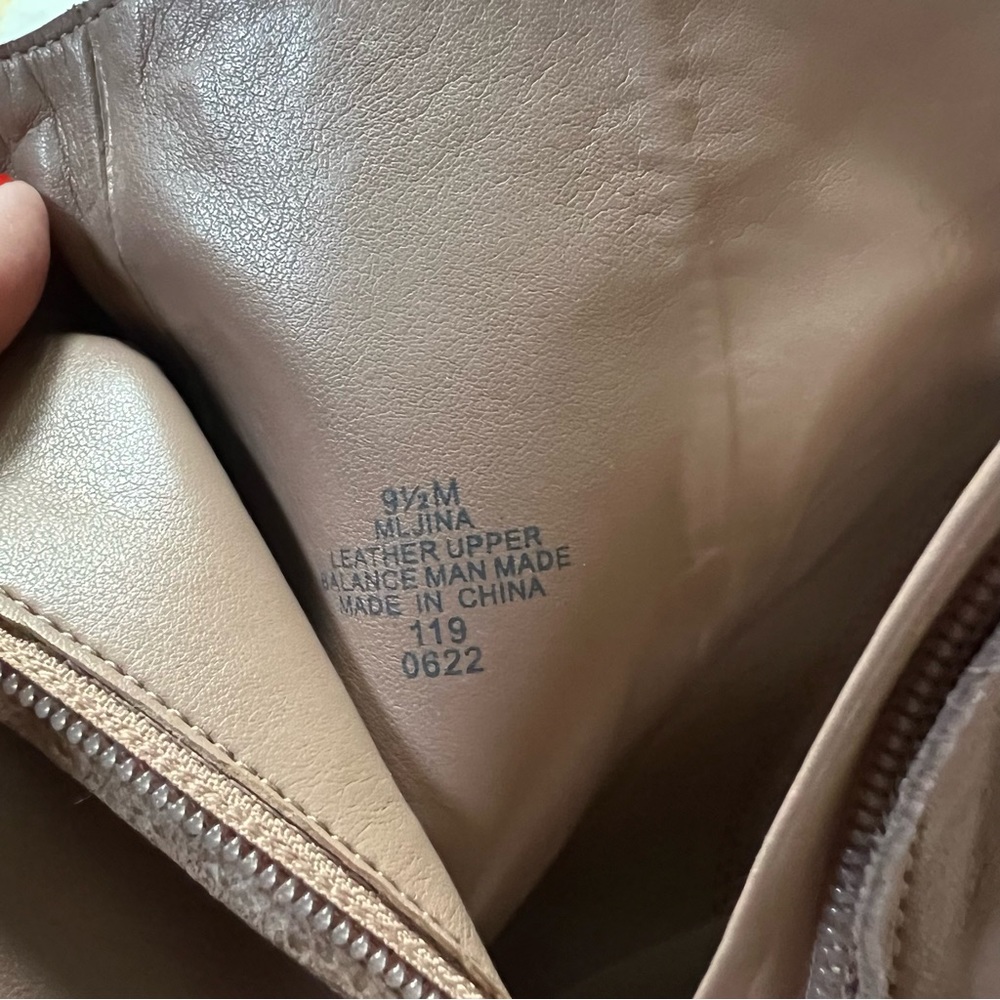 9½M
MLJINA
LEATHER UPPER
BALANCE MAN MADE
MADE IN CHINA
119
0622